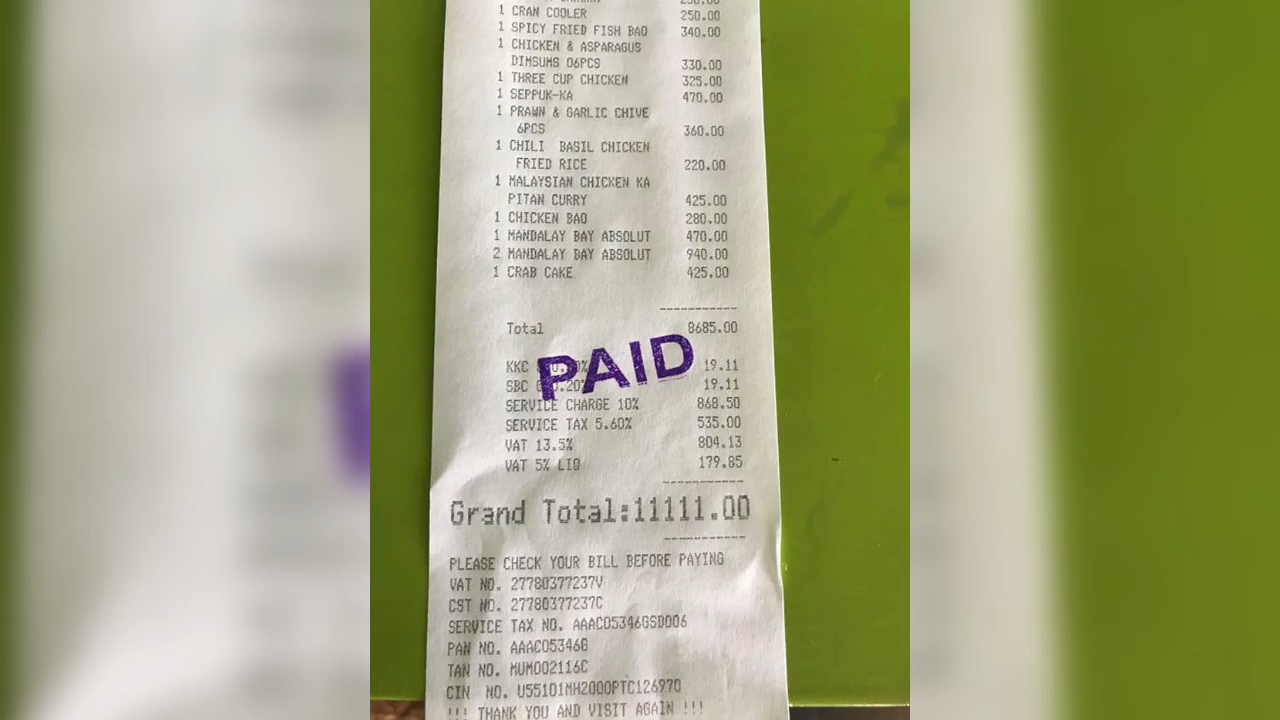 1 CRAN COOLER 250.00
1 SPICY FRIED FISH BAO 340.00
1 CHICKEN & ASPARAGUS
DIMSUMS 06PCS 330.00
1 THREE CUP CHICKEN 325.00
1 SEPPUK-KA 470.00
1 PRAWN & GARLIC CHIVE
6PCS 360.00
1 CHILI BASIL CHICKEN
FRIED RICE 220.00
1 MALAYSIAN CHICKEN KA
PITAN CURRY 425.00
1 CHICKEN BAO 280.00
1 MANDALAY BAY ABSOLUT 470.00
2 MANDALAY BAY ABSOLUT 940.00
1 CRAB CAKE 425.00
Total 8685.00
PAID
KKC 19.11
SBC 19.11
SERVICE CHARGE 10% 868.50
SERVICE TAX 5.60% 535.00
VAT 13.5% 804.13
VAT 5% LIQ 179.85
Grand Total:11111.00
PLEASE CHECK YOUR BILL BEFORE PAYING
VAT NO. 27780377237V
CST NO. 27780377237C
SERVICE TAX NO. AAACO5346GSD006
PAN NO. AAACO5346G
TAN NO. MUMO02116C
CIN NO. U55101MH2000PTC126970
!!! THANK YOU AND VISIT AGAIN !!!